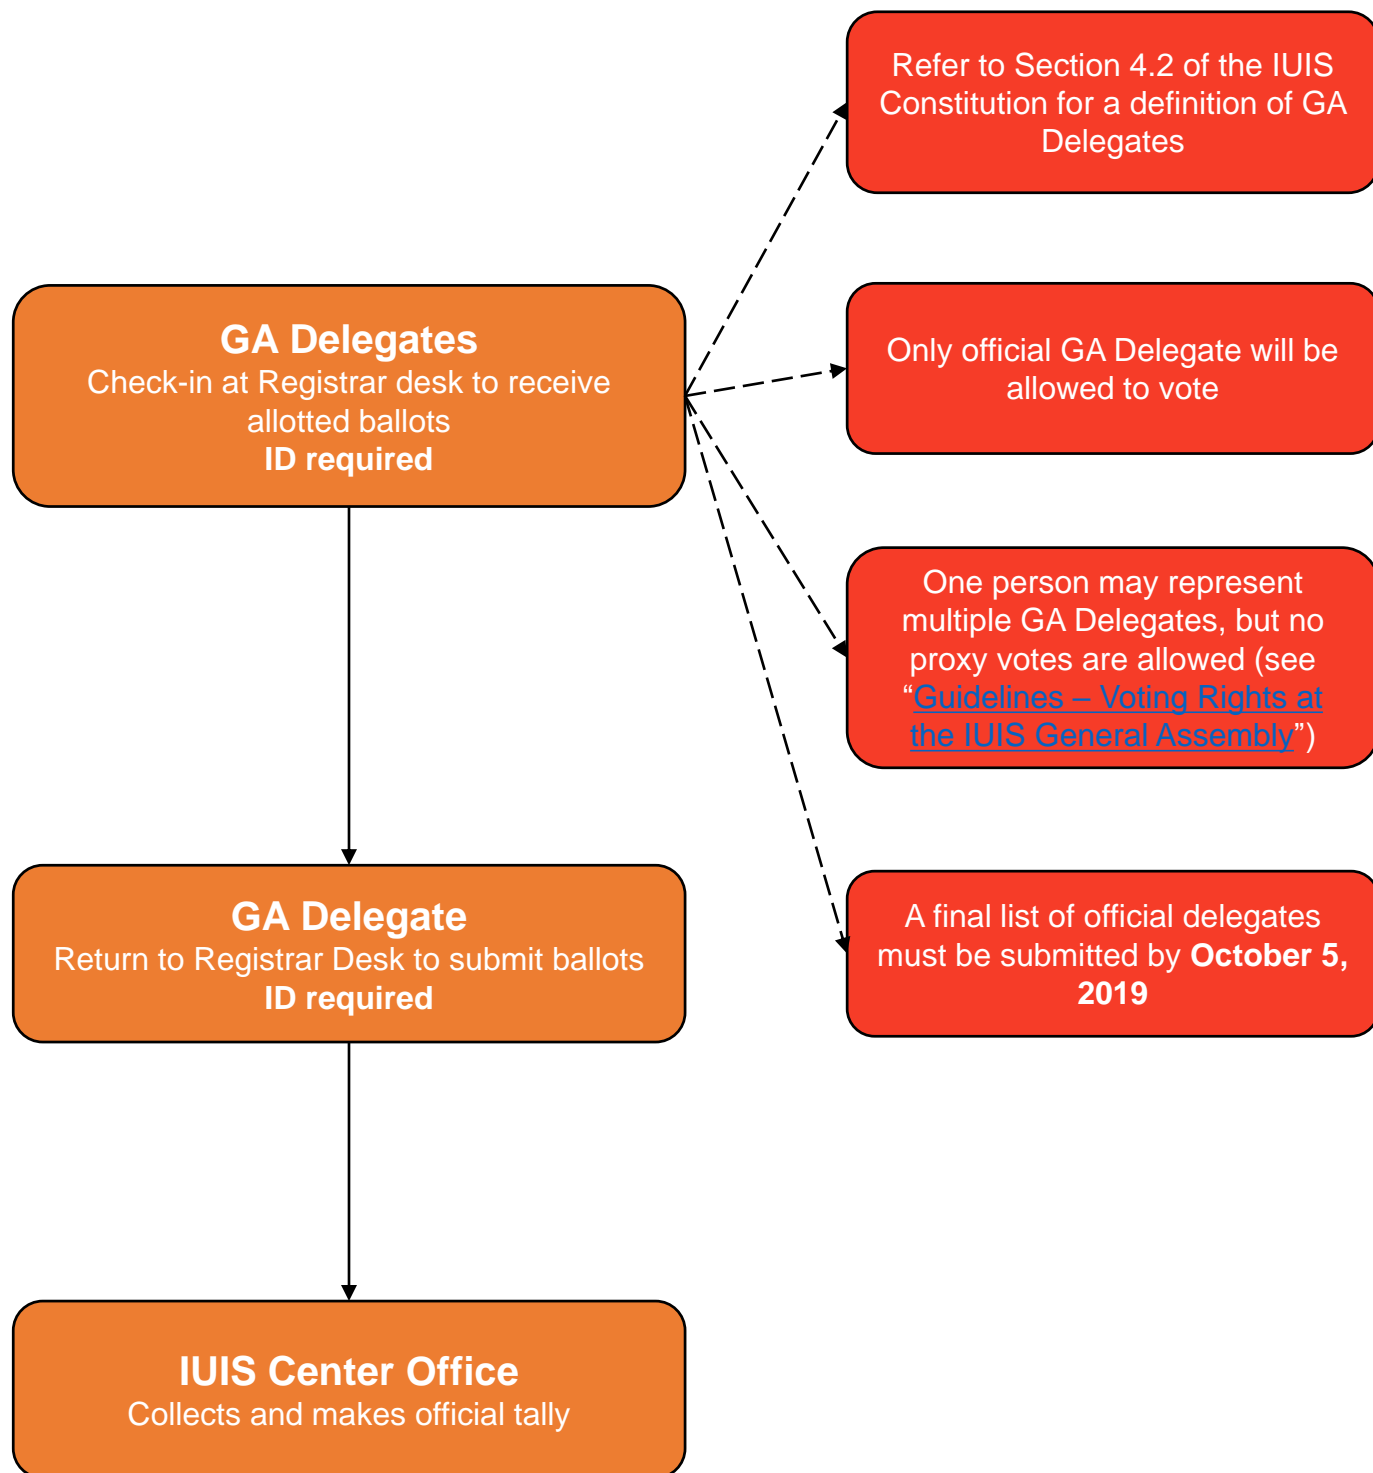 Refer to Section 4.2 of the IUIS
Constitution for a definition of GA
Delegates
GA Delegates
Check-in at Registrar desk to receive
allotted ballots
ID required
Only official GA Delegate will be
allowed to vote
One person may represent
multiple GA Delegates, but no
proxy votes are allowed (see
“Guidelines – Voting Rights at
the IUIS General Assembly”)
GA Delegate
Return to Registrar Desk to submit ballots
ID required
A final list of official delegates
must be submitted by October 5,
2019
IUIS Center Office
Collects and makes official tally